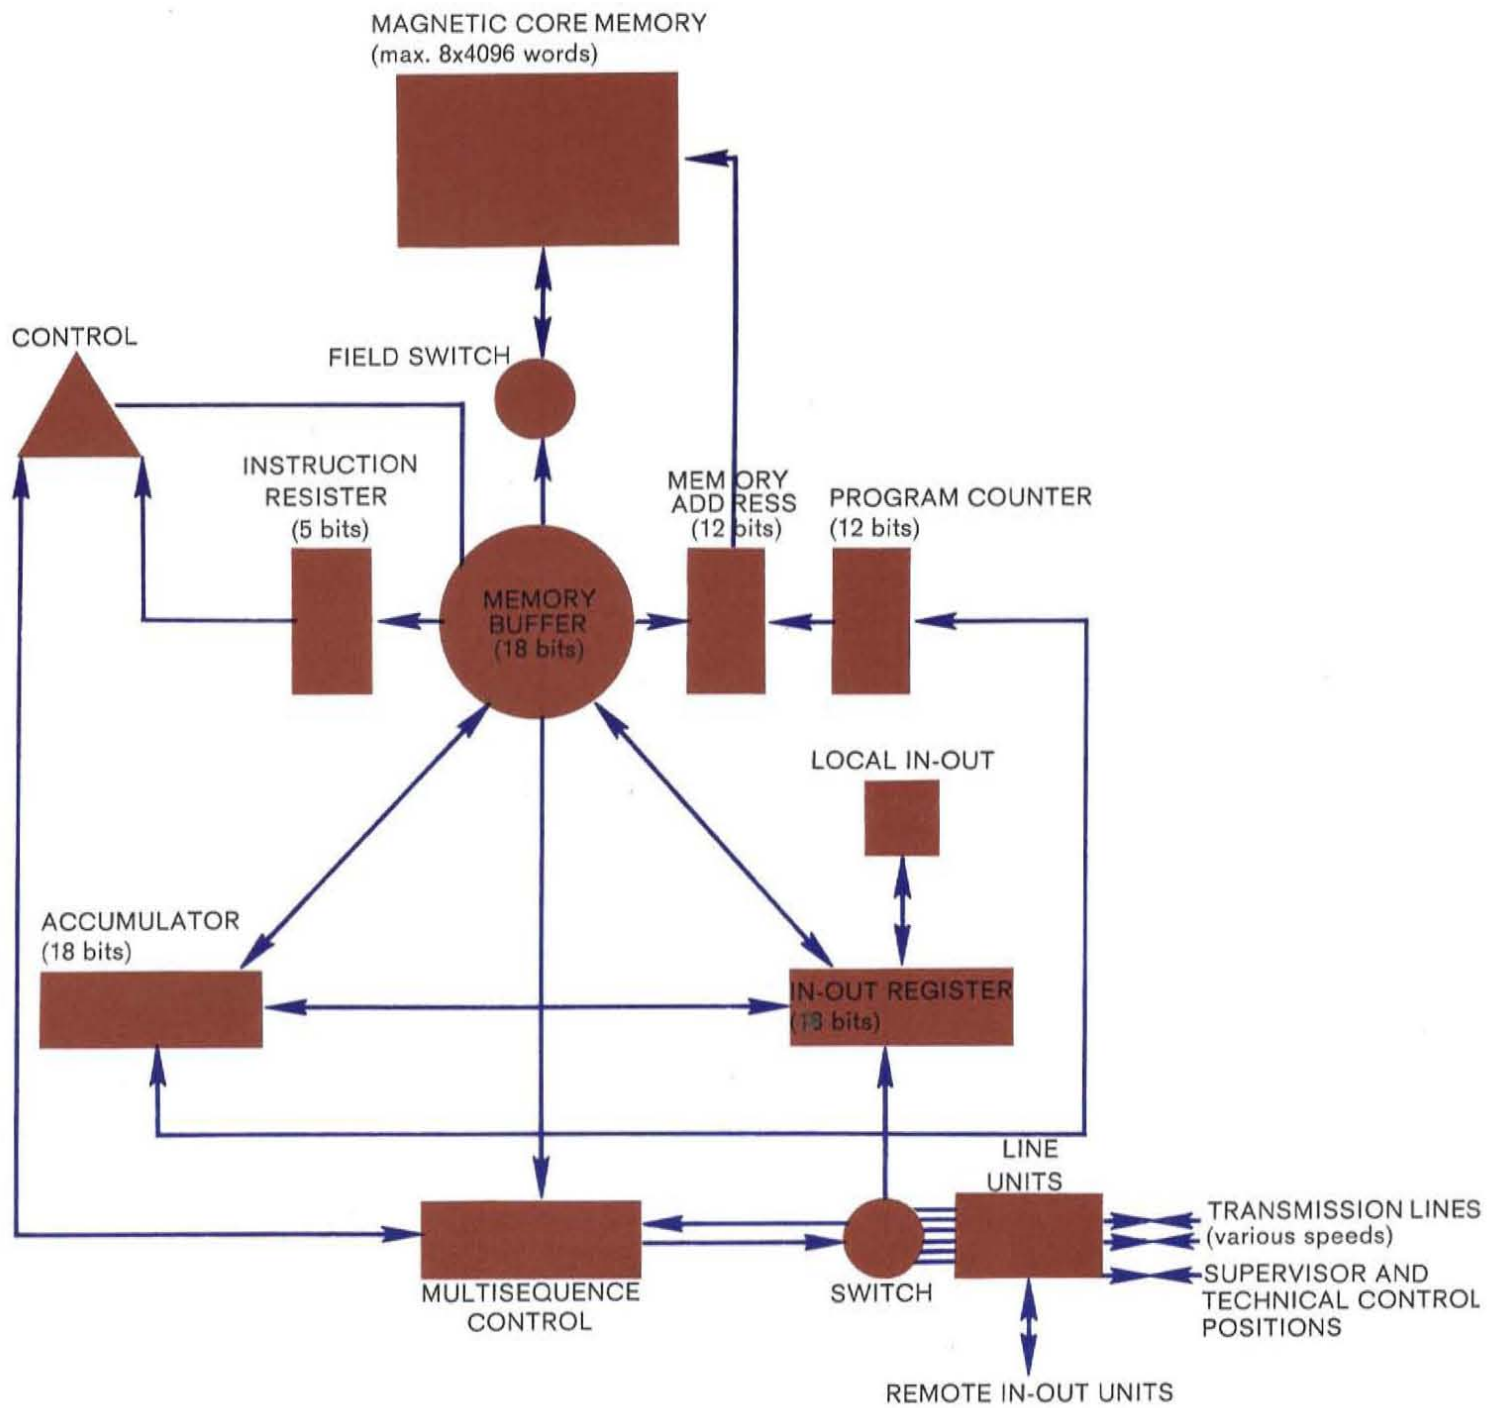 MAGNETIC CORE MEMORY
(max. 8x4096 words)
CONTROL
FIELD SWITCH
INSTRUCTION
RESISTER
(5 bits)
MEMORY
ADDRESS
(12 bits)
PROGRAM COUNTER
(12 bits)
MEMORY
BUFFER
(18 bits)
LOCAL IN-OUT
ACCUMULATOR
(18 bits)
IN-OUT REGISTER
(18 bits)
LINE
UNITS
TRANSMISSION LINES
(various speeds)
SUPERVISOR AND
TECHNICAL CONTROL
POSITIONS
MULTISEQUENCE
CONTROL
SWITCH
REMOTE IN-OUT UNITS